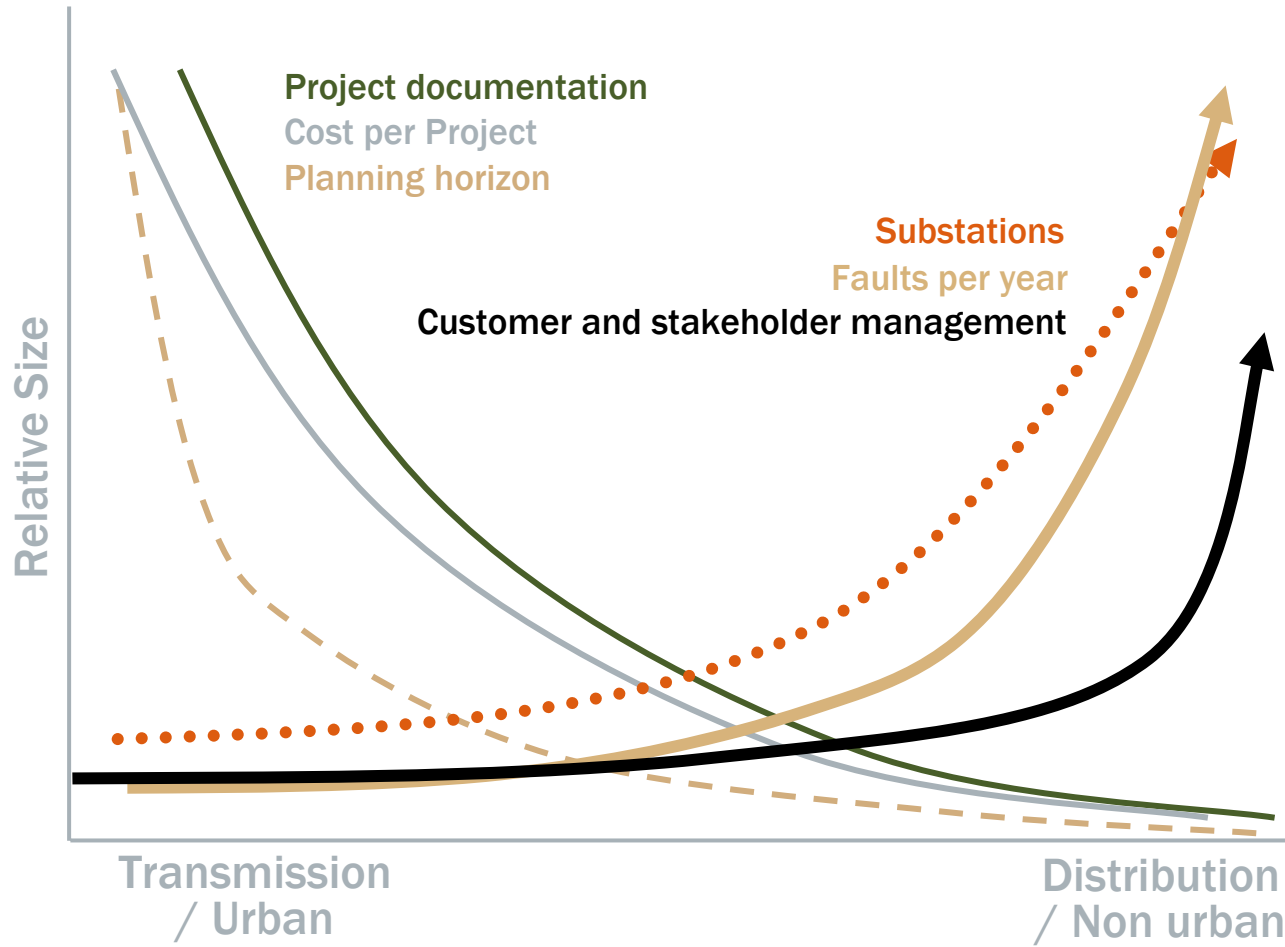 Project documentation
Cost per Project
Planning horizon
Substations
Faults per year
Customer and stakeholder management
Relative Size
Transmission
/ Urban
Distribution
/ Non urban